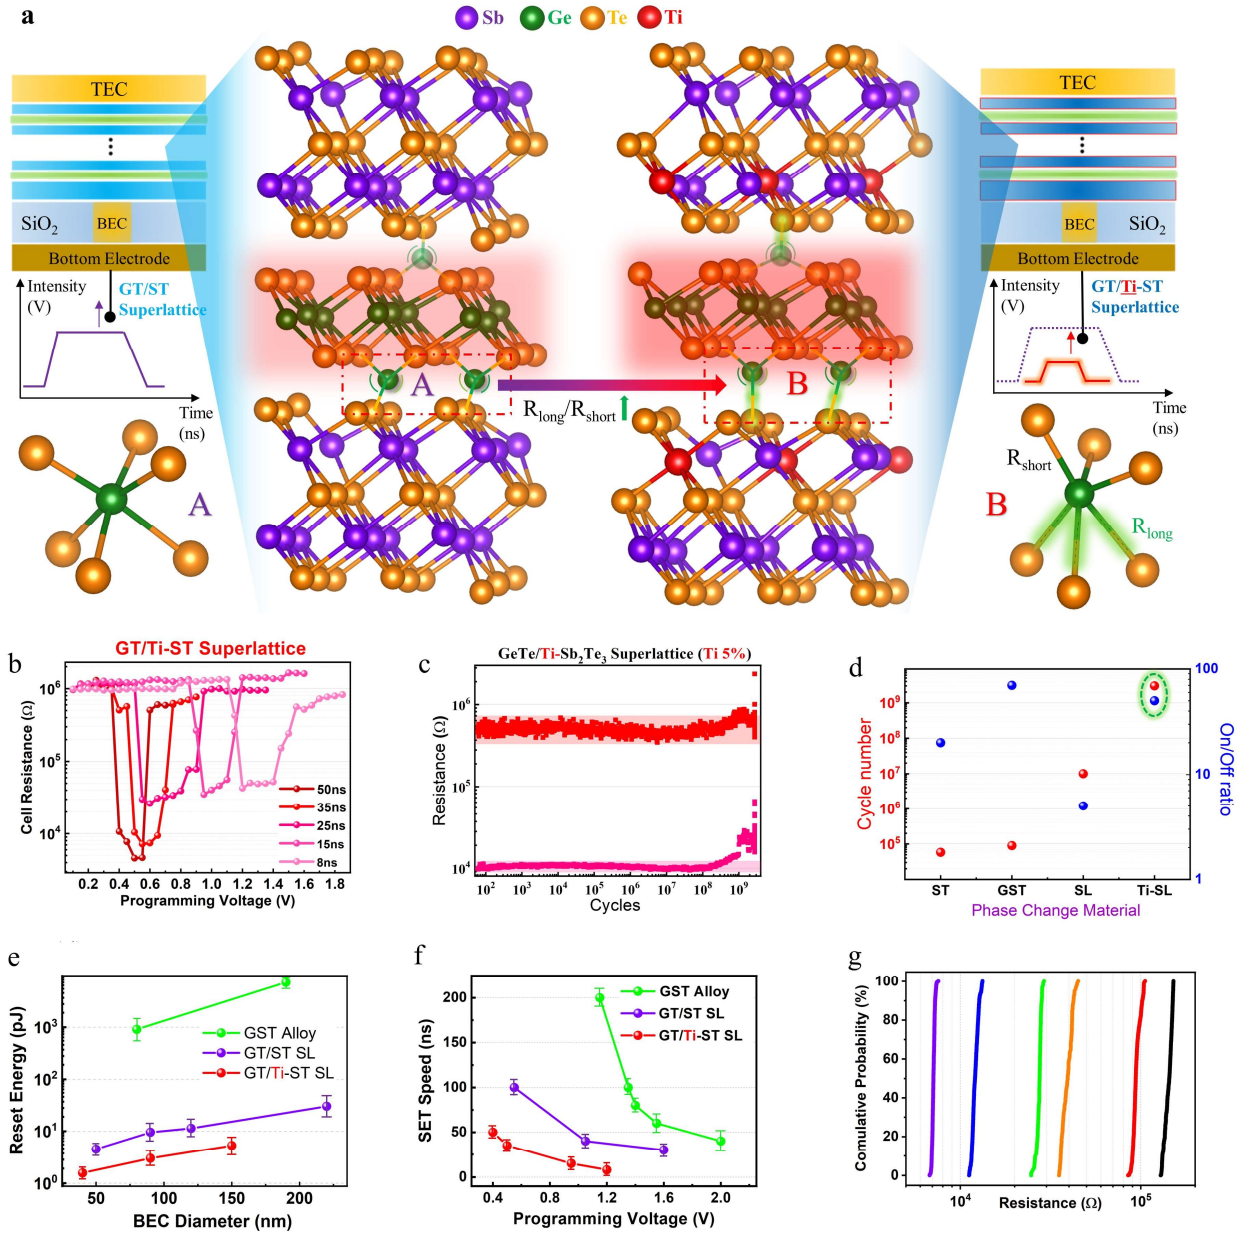 a
Sb Ge Te Ti
TEC
SiO2
BEC
Bottom Electrode
Intensity
(V)
GT/ST
Superlattice
Time
(ns)
A
A
Rlong/Rshort
B
TEC
BEC
SiO2
Bottom Electrode
Intensity
(V)
GT/Ti-ST
Superlattice
Time
(ns)
Rshort
B
Rlong
b
GT/Ti-ST Superlattice
Cell Resistance (Ω)
10^6
10^5
10^4
50ns
35ns
25ns
15ns
8ns
0.2 0.4 0.6 0.8 1.0 1.2 1.4 1.6 1.8
Programming Voltage (V)
c
GeTe/Ti-Sb2Te3 Superlattice (Ti 5%)
Resistance (Ω)
10^6
10^5
10^4
10^2 10^3 10^4 10^5 10^6 10^7 10^8 10^9
Cycles
d
Cycle number
10^9
10^8
10^7
10^6
10^5
100
10
1
On/Off ratio
ST GST SL Ti-SL
Phase Change Material
e
Reset Energy (pJ)
10^3
10^2
10^1
10^0
GST Alloy
GT/ST SL
GT/Ti-ST SL
50 100 150 200
BEC Diameter (nm)
f
SET Speed (ns)
200
150
100
50
0
GST Alloy
GT/ST SL
GT/Ti-ST SL
0.4 0.8 1.2 1.6 2.0
Programming Voltage (V)
g
Comulative Probability (%)
100
80
60
40
20
0
10^4 10^5
Resistance (Ω)